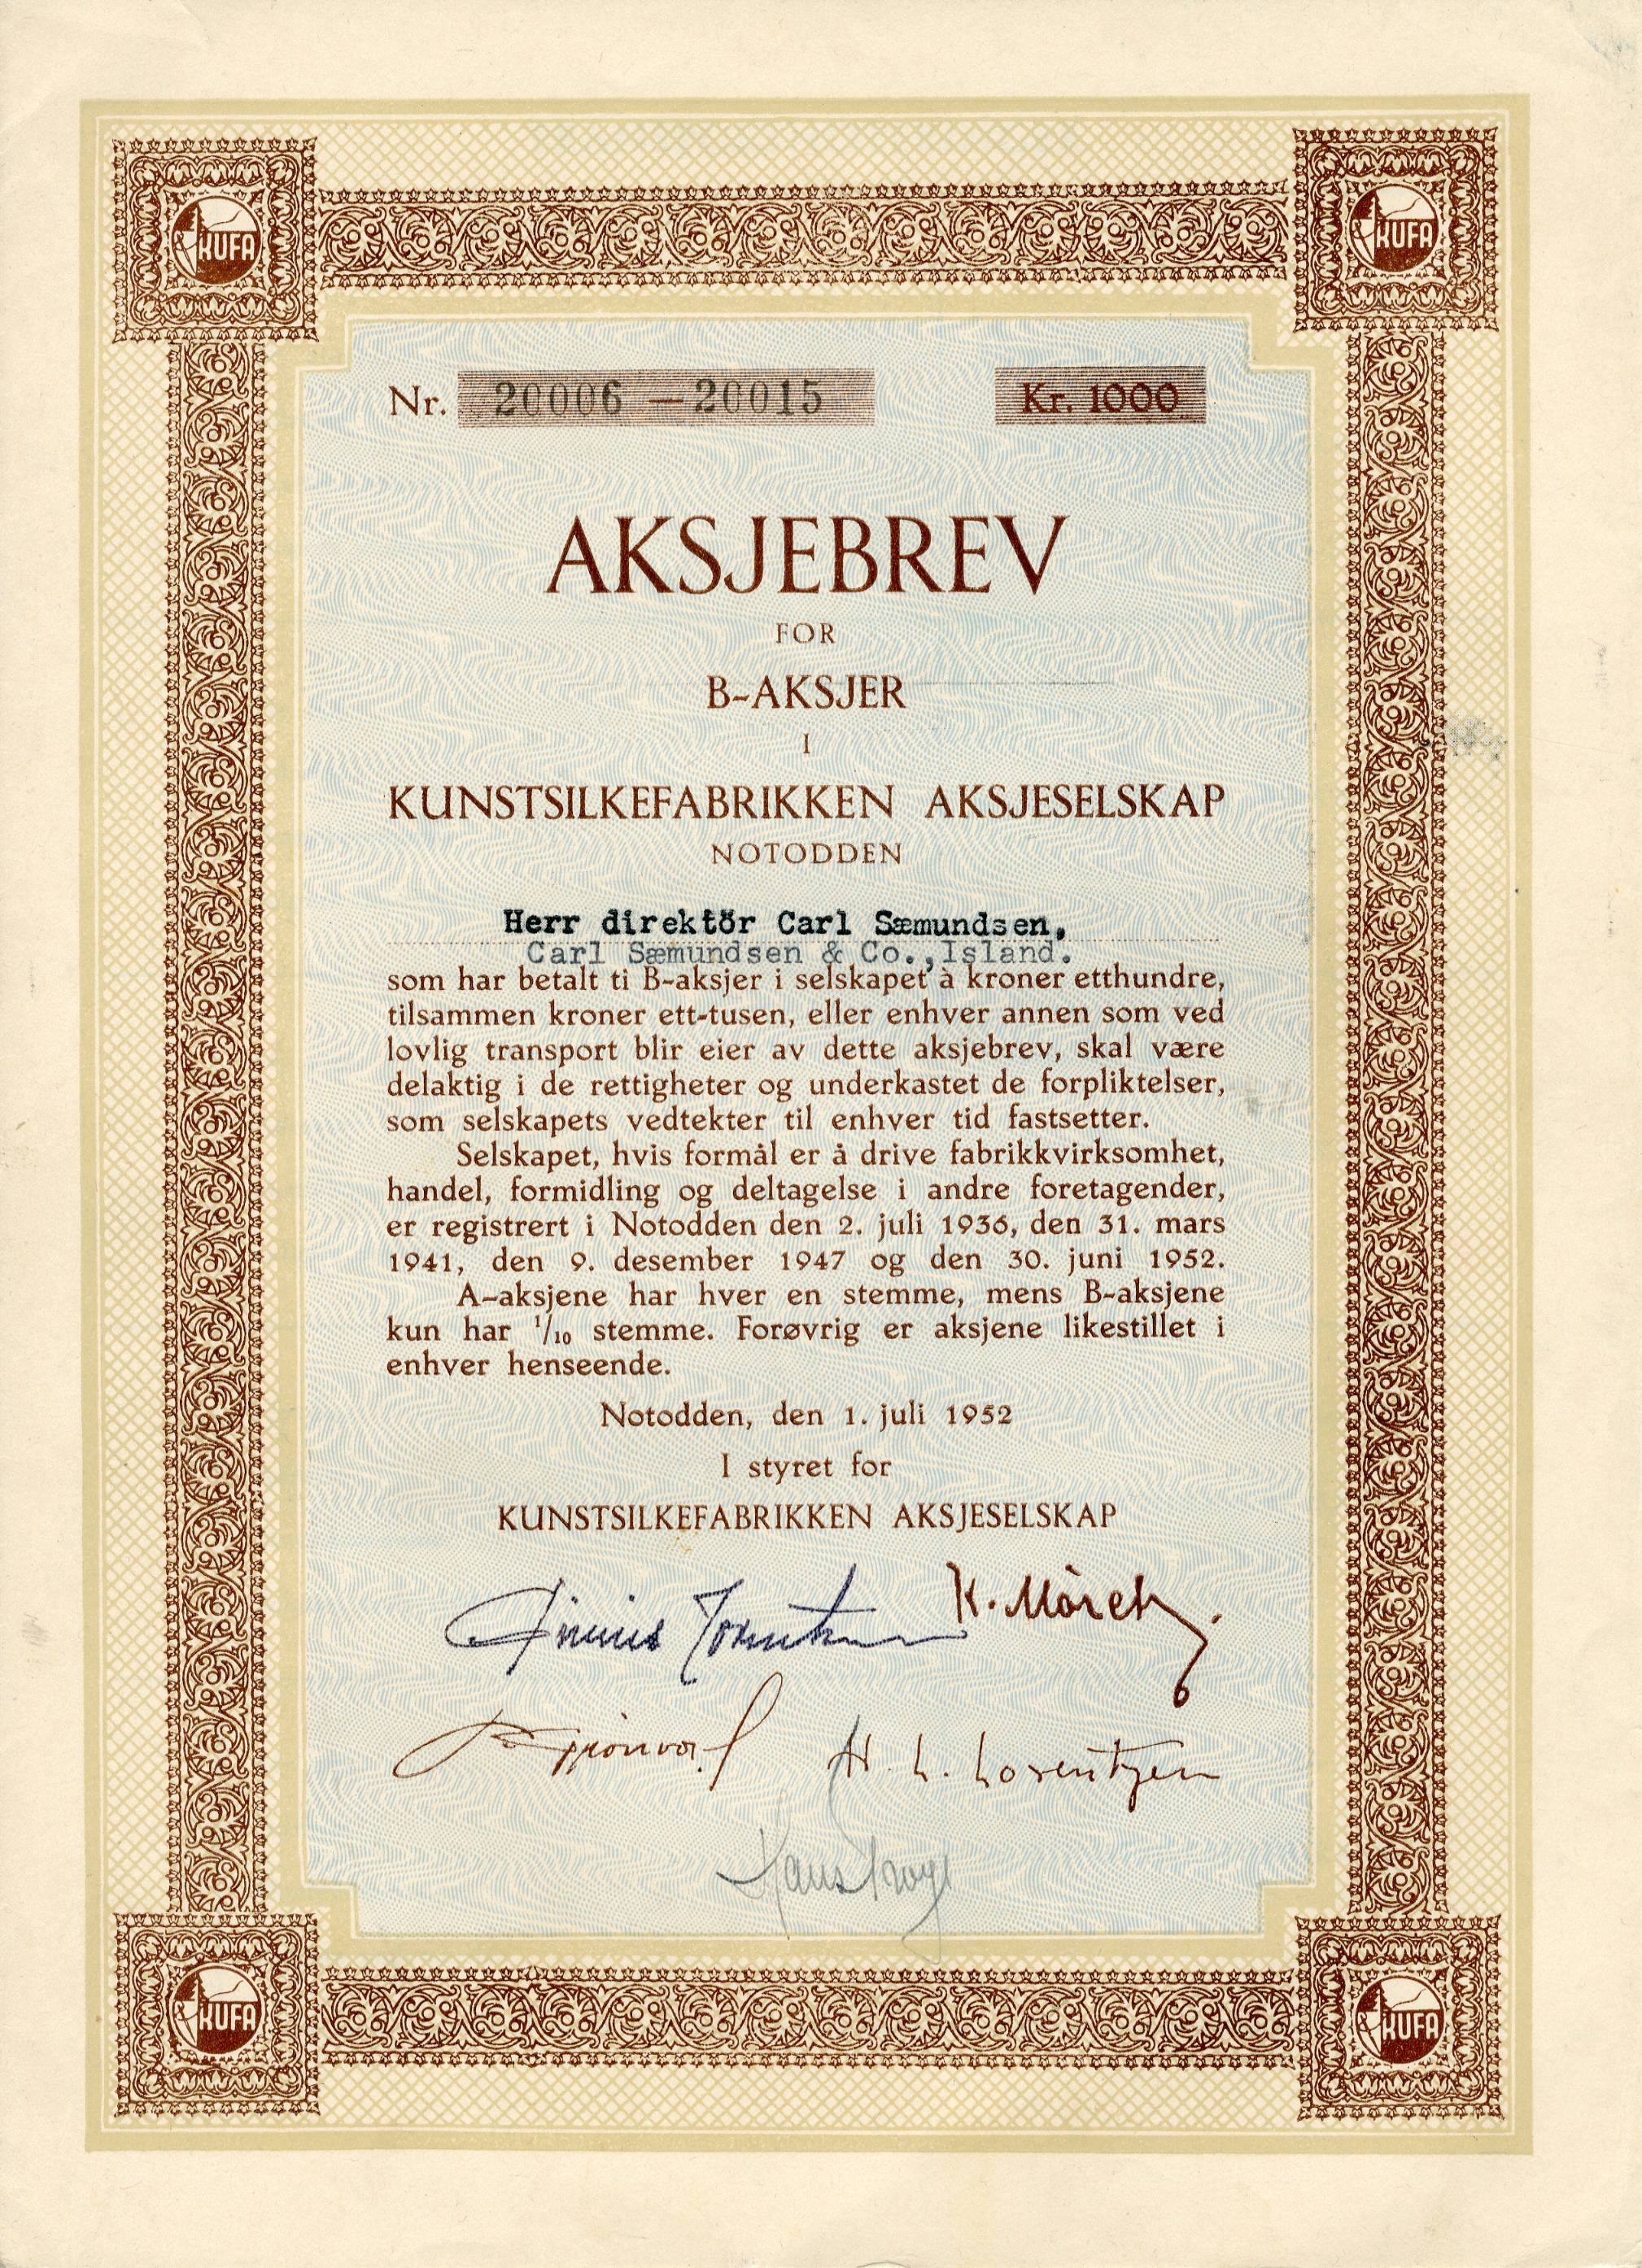 KUFA
KUFA
Nr. 20006 — 20015 Kr. 1000
AKSJEBREV
FOR
B-AKSJER
I
KUNSTSILKEFABRIKKEN AKSJESELSKAP
NOTODDEN
Herr direktör Carl Sæmundsen,
Carl Sæmundsen & Co., Island.
som har betalt ti B-aksjer i selskapet à kroner etthundre,
tilsammen kroner ett-tusen, eller enhver annen som ved
lovlig transport blir eier av dette aksjebrev, skal være
delaktig i de rettigheter og underkastet de forpliktelser,
som selskapets vedtekter til enhver tid fastsetter.
Selskapet, hvis formål er å drive fabrikkvirksomhet,
handel, formidling og deltagelse i andre foretagender,
er registrert i Notodden den 2. juli 1936, den 31. mars
1941, den 9. desember 1947 og den 30. juni 1952.
A-aksjene har hver en stemme, mens B-aksjene
kun har 1/10 stemme. Forøvrig er aksjene likestillet i
enhver henseende.
Notodden, den 1. juli 1952
I styret for
KUNSTSILKEFABRIKKEN AKSJESELSKAP
K. Mörch
H. L. Lorentzen
Hans
KUFA
KUFA